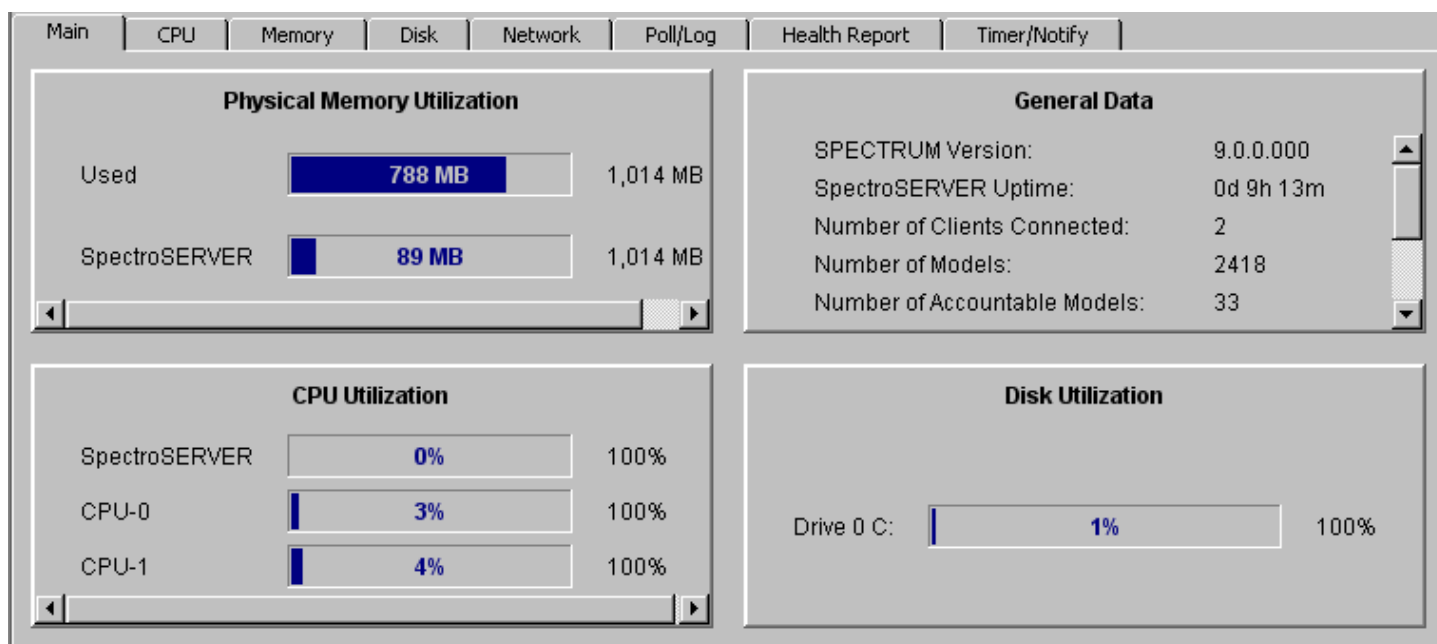 Main CPU Memory Disk Network Poll/Log Health Report Timer/Notify
Physical Memory Utilization
Used 788 MB 1,014 MB
SpectroSERVER 89 MB 1,014 MB
General Data
SPECTRUM Version: 9.0.0.000
SpectroSERVER Uptime: 0d 9h 13m
Number of Clients Connected: 2
Number of Models: 2418
Number of Accountable Models: 33
CPU Utilization
SpectroSERVER 0% 100%
CPU-0 3% 100%
CPU-1 4% 100%
Disk Utilization
Drive 0 C: 1% 100%